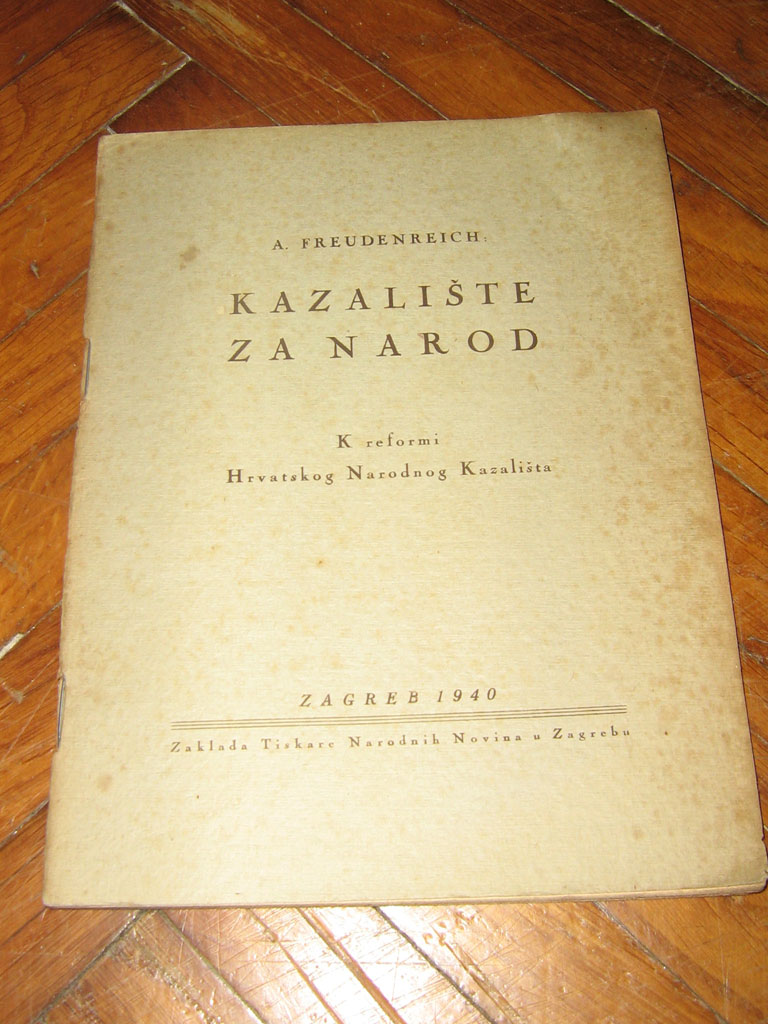 A. FREUDENREICH:
KAZALIŠTE
ZA NAROD
K reformi
Hrvatskog Narodnog Kazališta
ZAGREB 1940
Zaklada Tiskare Narodnih Novina u Zagrebu